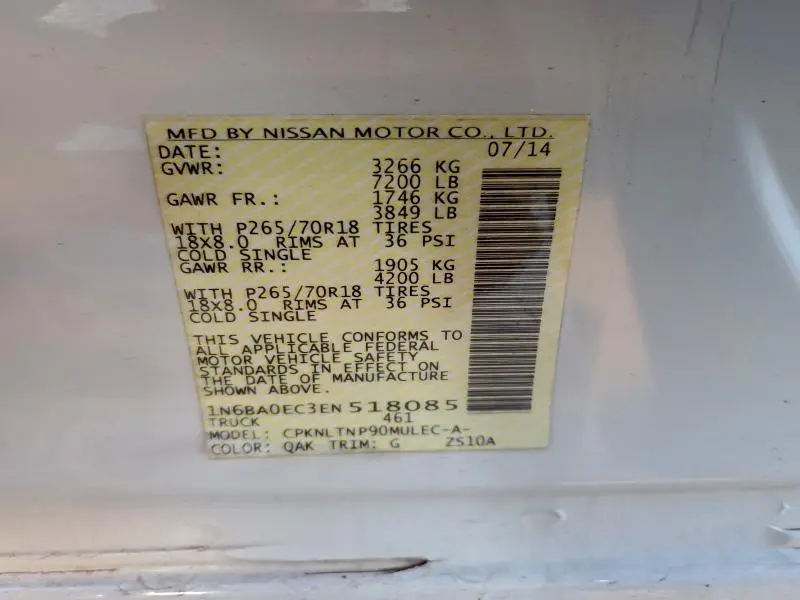 MFD BY NISSAN MOTOR CO., LTD.
DATE: 07/14
GVWR: 3266 KG
7200 LB
GAWR FR.: 1746 KG
3849 LB
WITH P265/70R18 TIRES
18X8.0 RIMS AT 36 PSI
COLD SINGLE
GAWR RR.: 1905 KG
4200 LB
WITH P265/70R18 TIRES
18X8.0 RIMS AT 36 PSI
COLD SINGLE
THIS VEHICLE CONFORMS TO
ALL APPLICABLE FEDERAL
MOTOR VEHICLE SAFETY
STANDARDS IN EFFECT ON
THE DATE OF MANUFACTURE
SHOWN ABOVE.
1N6BA0EC3EN518085
TRUCK 461
MODEL: CPKNLTNP90MULEC-A-
COLOR: QAK TRIM: G ZS10A